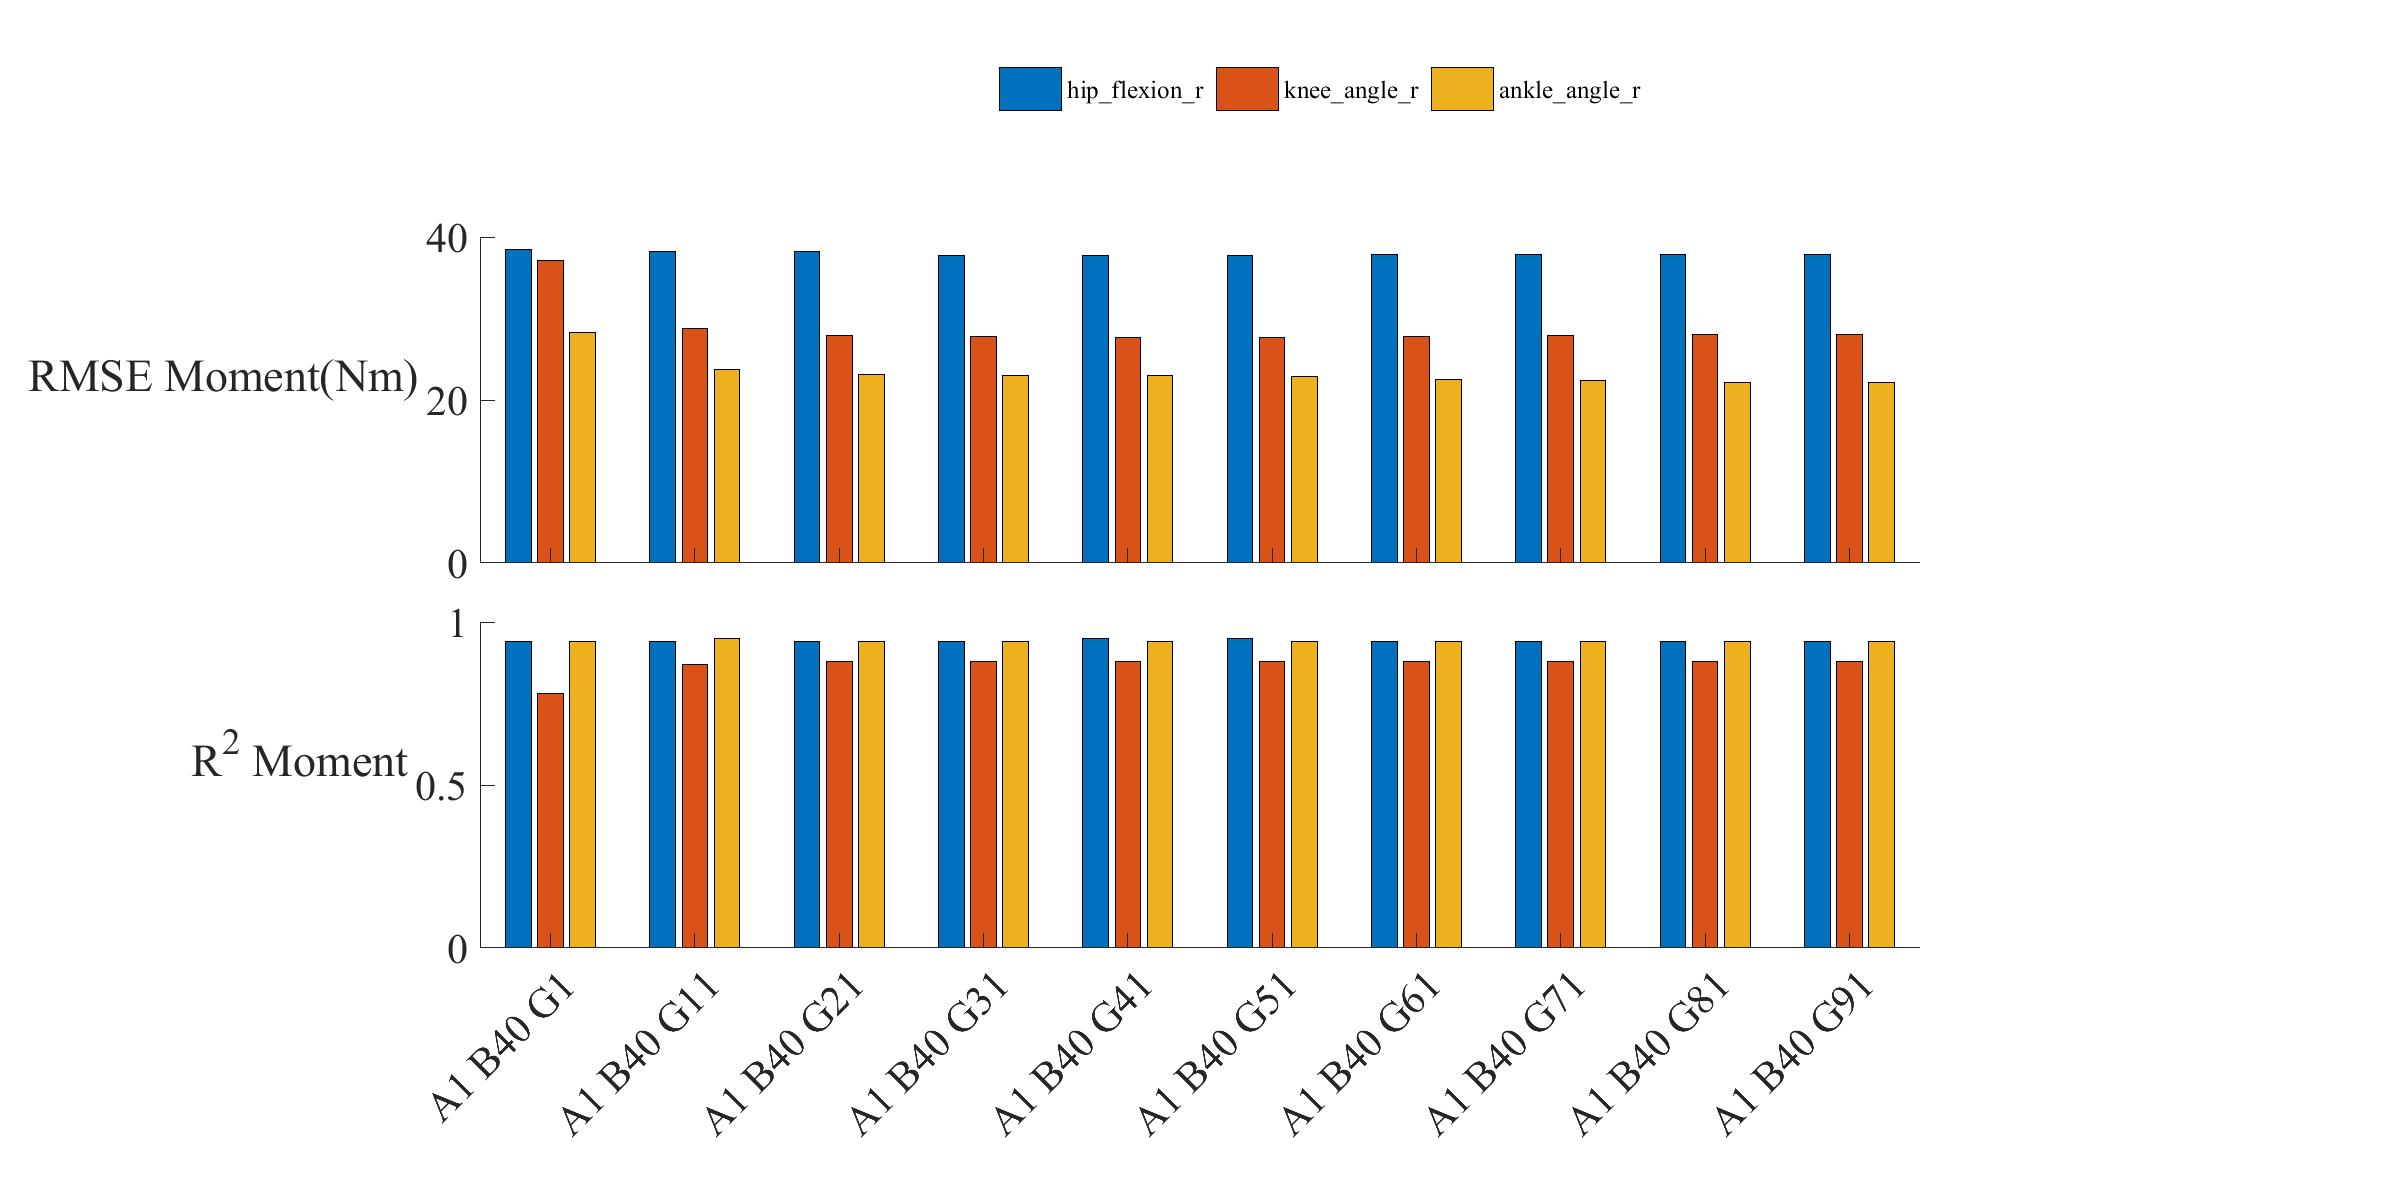 hip_flexion_r knee_angle_r ankle_angle_r
40
RMSE Moment(Nm)
20
0
1
R² Moment
0.5
0
A1 B40 G1
A1 B40 G11
A1 B40 G21
A1 B40 G31
A1 B40 G41
A1 B40 G51
A1 B40 G61
A1 B40 G71
A1 B40 G81
A1 B40 G91